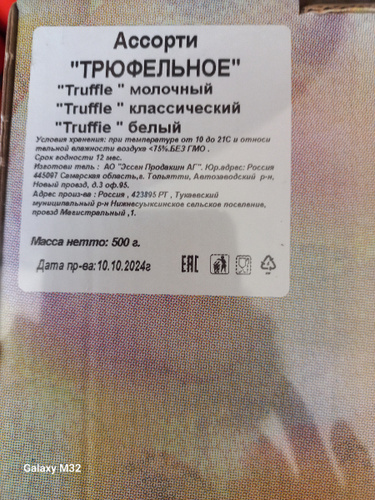 Ассорти
"ТРЮФЕЛЬНОЕ"
"Truffle " молочный
"Truffle " классический
"Truffle " белый
Условия хранения: при температуре от 10 до 21С и относи
тельной влажности воздуха <15%.БЕЗ ГМО .
Срок годности 12 мес.
Изготови тель : АО "Эссен Продакшн АГ". Юр.адрес: Россия
445097 Самарская область,г. Тольятти, Автозаводский р-н,
Новый проезд, д.3 оф.95.
Адрес произ-ва : Россия , 423895 РТ , Тукаевский
муниципальный р-н Нижнесуыксинское сельское поселение,
проезд Магистральный ,1.
Масса нетто: 500 г.
Дата пр-ва:10.10.2024г
EAC
Galaxy M32